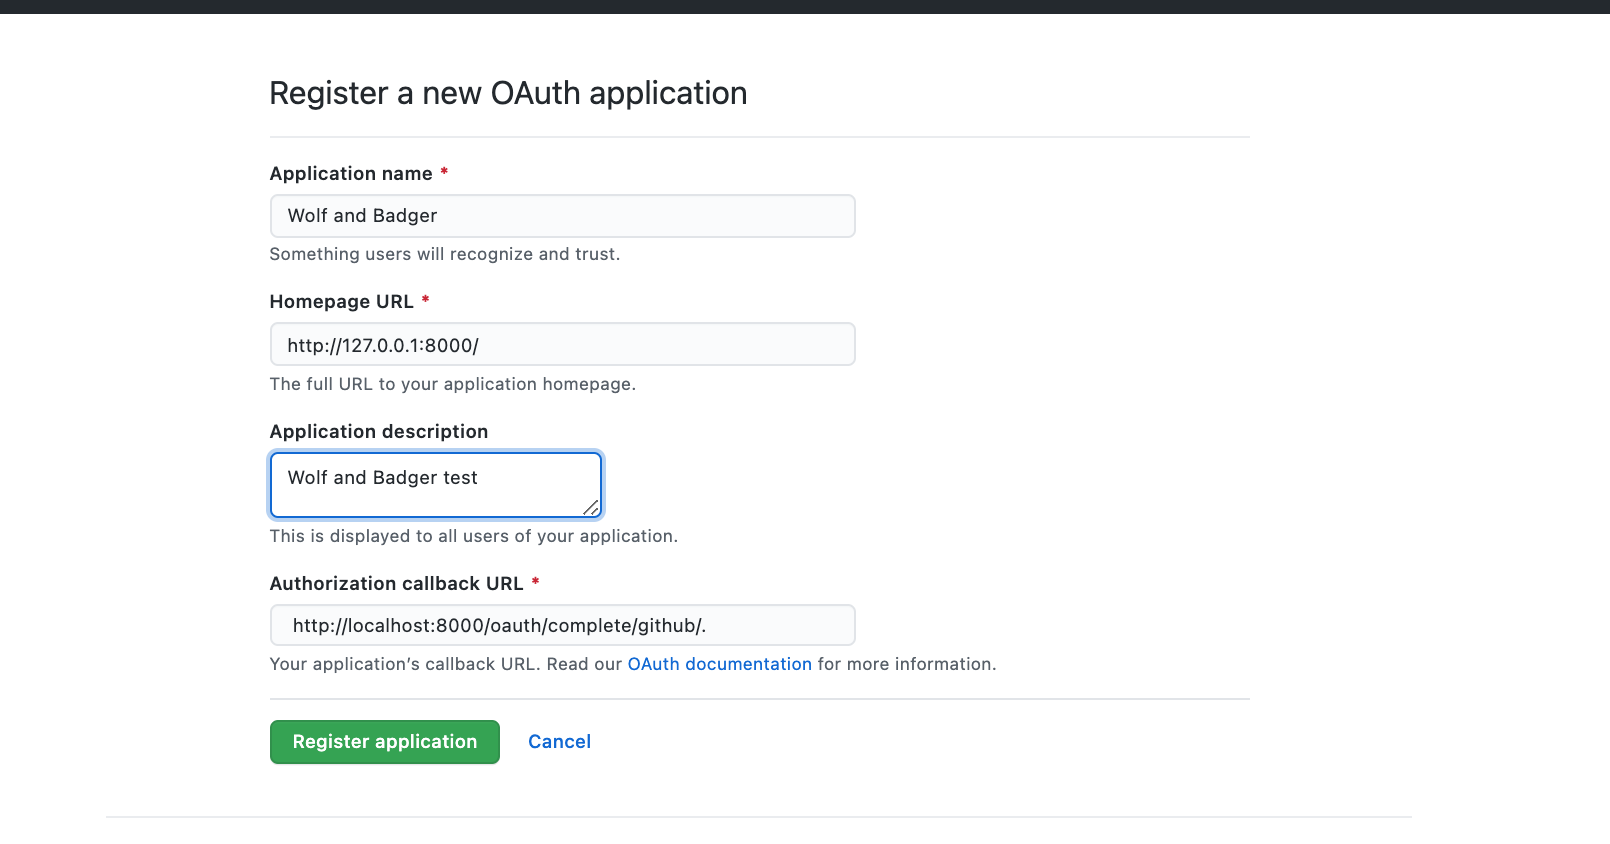 Register a new OAuth application
Application name *
Wolf and Badger
Something users will recognize and trust.
Homepage URL *
http://127.0.0.1:8000/
The full URL to your application homepage.
Application description
Wolf and Badger test
This is displayed to all users of your application.
Authorization callback URL *
http://localhost:8000/oauth/complete/github/.
Your application’s callback URL. Read our OAuth documentation for more information.
Register application Cancel